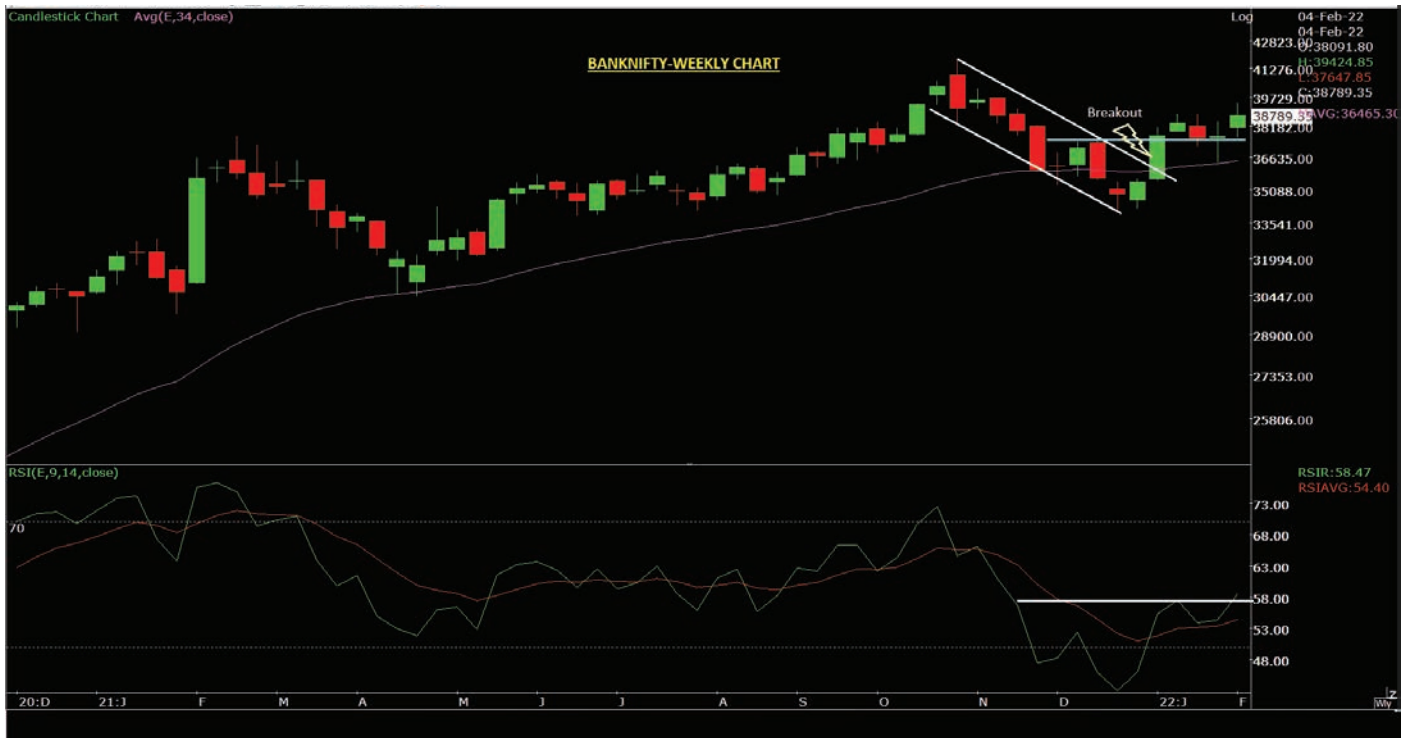 Candlestick Chart Avg(E,34,close)
Log
04-Feb-22
04-Feb-22
O:38091.80
H:39424.85
L:37647.85
C:38789.35
AVG:36465.30
BANKNIFTY-WEEKLY CHART
Breakout
42823.00
41276.00
39729.00
38789.35
38182.00
36635.00
35088.00
33541.00
31994.00
30447.00
28900.00
27353.00
25806.00
RSI(E,9,14,close)
RSIR:58.47
RSIAVG:54.40
70
73.00
68.00
63.00
58.00
53.00
48.00
20:D 21:J F M A M J J A S O N D 22:J F
Z
Wly